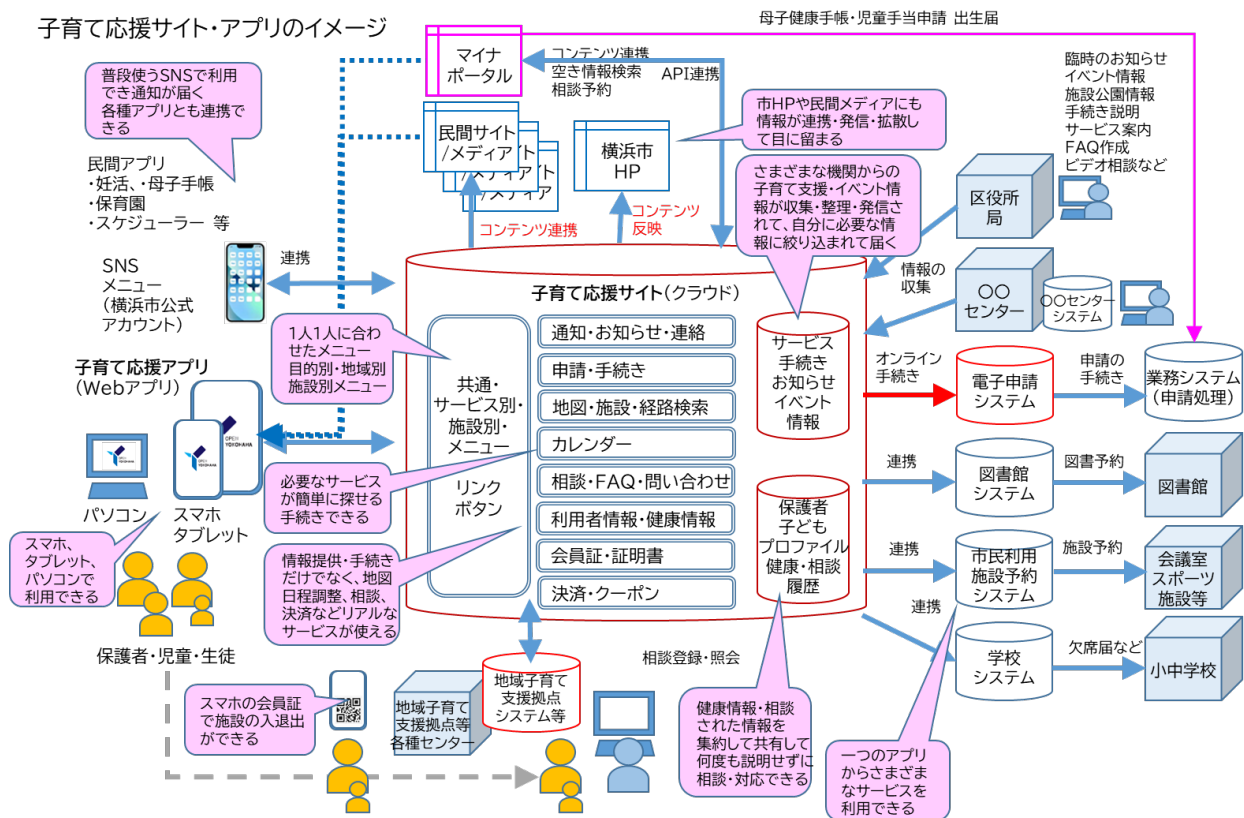 子育て応援サイト・アプリのイメージ
母子健康手帳・児童手当申請 出生届
マイナ
ポータル
コンテンツ連携
空き情報検索
相談予約
API連携
臨時のお知らせ
イベント情報
施設公園情報
手続き説明
サービス案内
FAQ作成
ビデオ相談など
普段使うSNSで利用
でき通知が届く
各種アプリとも連携で
きる
民間サイト
/メディア
横浜市
HP
市HPや民間メディアにも
情報が連携・発信・拡散し
て目に留まる
民間アプリ
・妊活、・母子手帳
・保育園
・スケジューラー 等
さまざまな機関からの
子育て支援・イベント情
報が収集・整理・発信さ
れて、自分に必要な情
報に絞り込まれて届く
区役所
局
コンテンツ連携
コンテンツ
反映
SNS
メニュー
(横浜市公式
アカウント)
連携
情報の
収集
〇〇
センター
〇〇センター
システム
子育て応援サイト(クラウド)
1人1人に合わ
せたメニュー
目的別・地域別
施設別メニュー
共通・
サービス別・
施設別・
メニュー
リンク
ボタン
通知・お知らせ・連絡
申請・手続き
地図・施設・経路検索
カレンダー
相談・FAQ・問い合わせ
利用者情報・健康情報
会員証・証明書
決済・クーポン
サービス
手続き
お知らせ
イベント
情報
保護者
子ども
プロファイル
健康・相談
履歴
オンライン
手続き
電子申請
システム
申請の
手続き
業務システム
(申請処理)
子育て応援アプリ
(Webアプリ)
OPEN
YOKOHAMA
OPEN
YOKOHAMA
パソコン
スマホ
タブレット
必要なサービス
が簡単に探せる
手続きできる
連携
図書館
システム
図書予約
図書館
スマホ、
タブレット、
パソコンで
利用できる
情報提供・手続き
だけでなく、地図
日程調整、相談、
決済などリアルな
サービスが使える
連携
市民利用
施設予約
システム
施設予約
会議室
スポーツ
施設等
連携
学校
システム
欠席届など
小中学校
保護者・児童・生徒
スマホの会員証
で施設の入退出
ができる
地域子育て
支援拠点等
各種センター
地域子育て
支援拠点
システム等
相談登録・照会
健康情報・相談
された情報を
集約して共有して
何度も説明せずに
相談・対応できる
一つのアプリ
からさまざま
なサービスを
利用できる